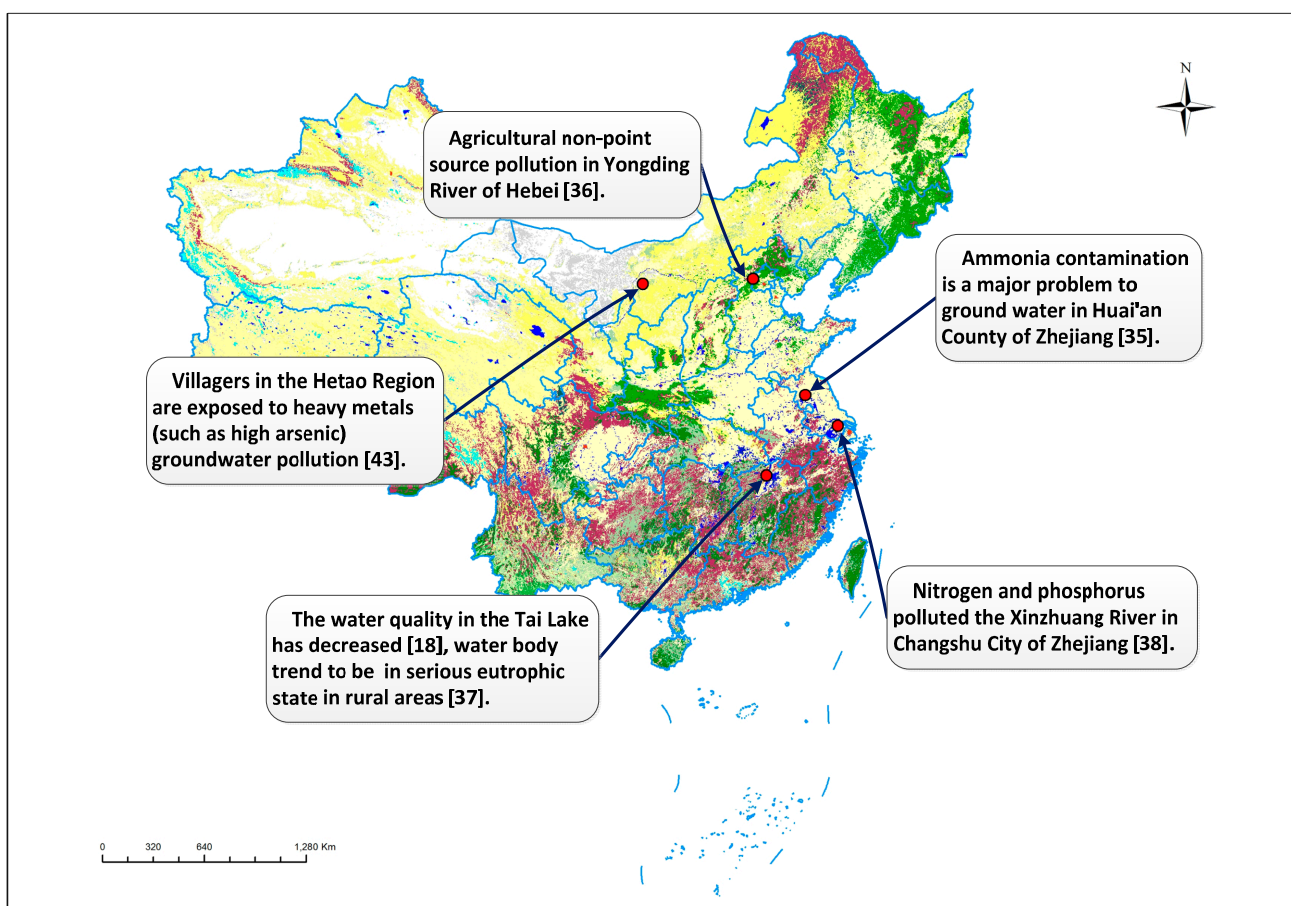 N
Agricultural non-point
source pollution in Yongding
River of Hebei [36].
Ammonia contamination
is a major problem to
ground water in Huai'an
County of Zhejiang [35].
Villagers in the Hetao Region
are exposed to heavy metals
(such as high arsenic)
groundwater pollution [43].
The water quality in the Tai Lake
has decreased [18], water body
trend to be in serious eutrophic
state in rural areas [37].
Nitrogen and phosphorus
polluted the Xinzhuang River in
Changshu City of Zhejiang [38].
0 320 640 1,280 Km